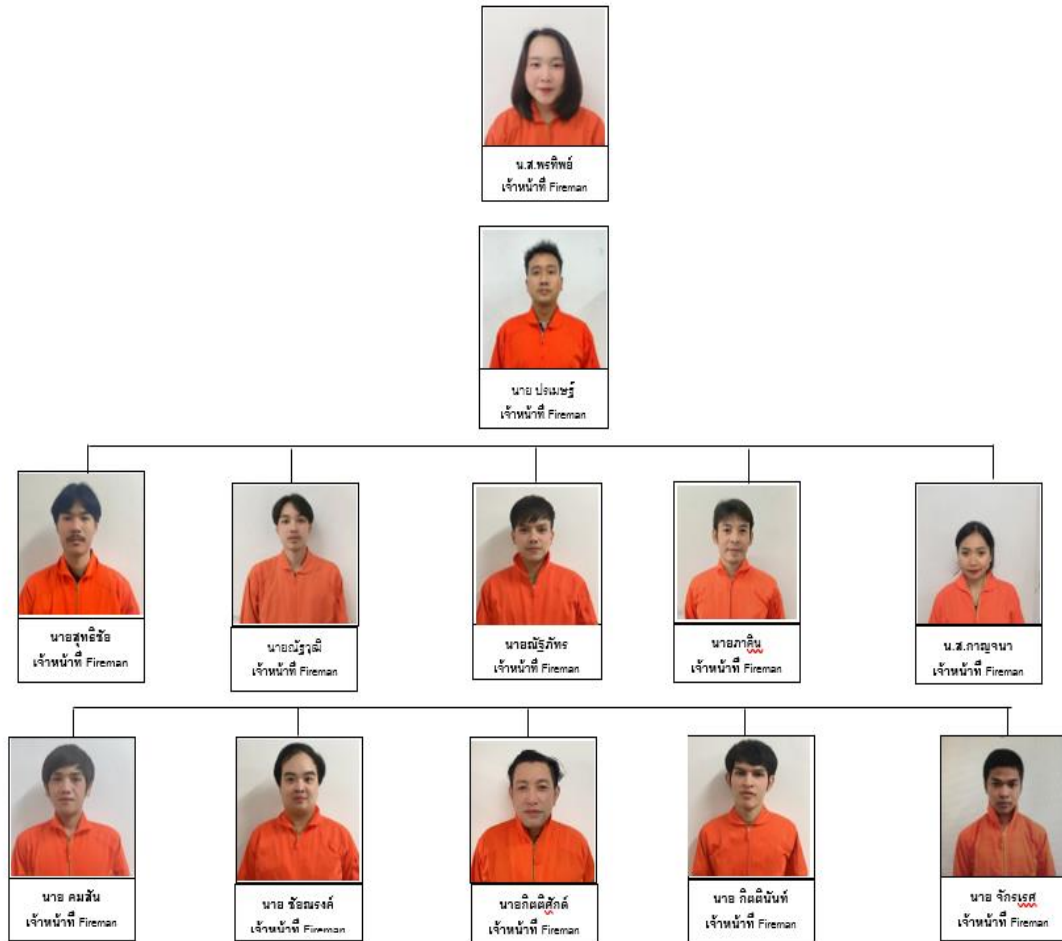 น.ส.พรทิพย์
เจ้าหน้าที่ Fireman
นาย ปรเมษฐ์
เจ้าหน้าที่ Fireman
นายสุทธิชัย
เจ้าหน้าที่ Fireman
นายณัฐวุฒิ
เจ้าหน้าที่ Fireman
นายณัฐิภัทร
เจ้าหน้าที่ Fireman
นายภาคิน
เจ้าหน้าที่ Fireman
น.ส.กาญจนา
เจ้าหน้าที่ Fireman
นาย คมสัน
เจ้าหน้าที่ Fireman
นาย ชัยณรงค์
เจ้าหน้าที่ Fireman
นายกิตติศักด์
เจ้าหน้าที่ Fireman
นาย กิตตินันท์
เจ้าหน้าที่ Fireman
นาย จักรเรศ
เจ้าหน้าที่ Fireman